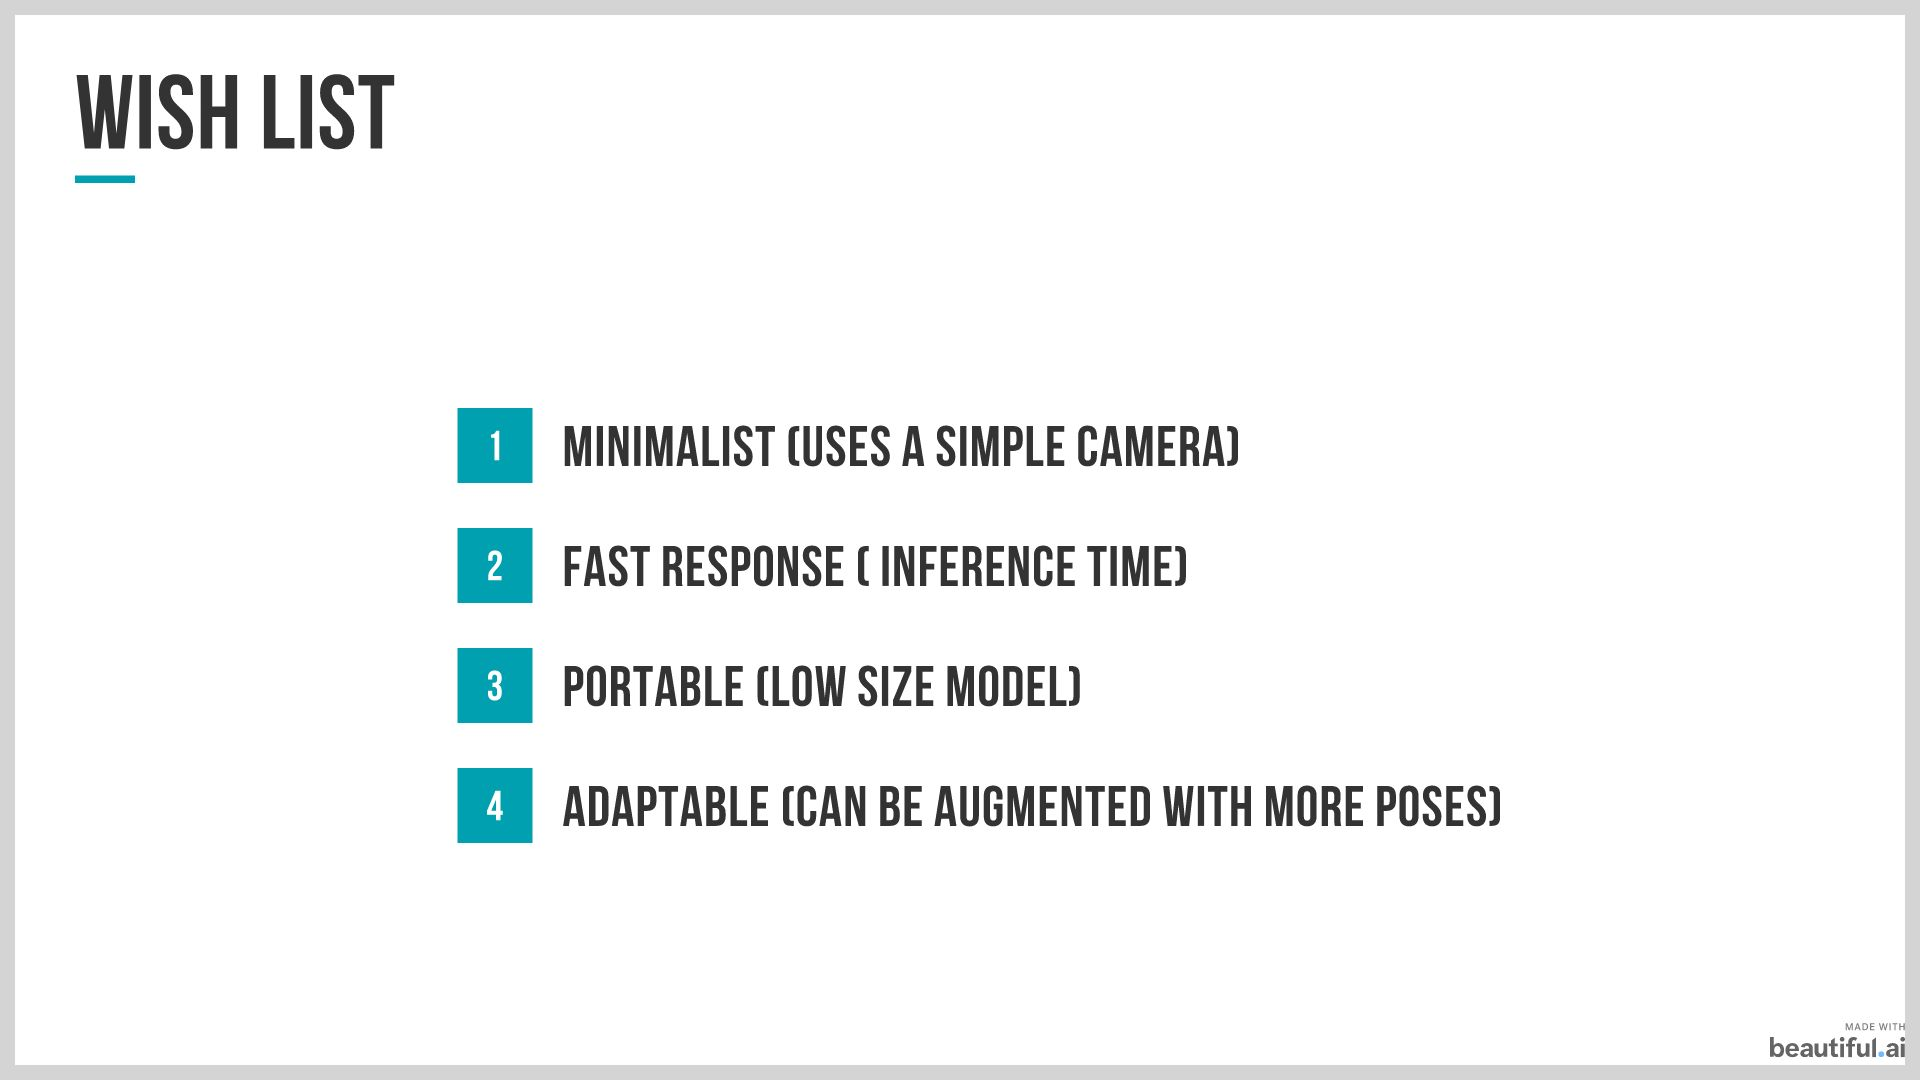 WISH LIST
1 MINIMALIST (USES A SIMPLE CAMERA)
2 FAST RESPONSE ( INFERENCE TIME)
3 PORTABLE (LOW SIZE MODEL)
4 ADAPTABLE (CAN BE AUGMENTED WITH MORE POSES)
MADE WITH
beautiful.ai